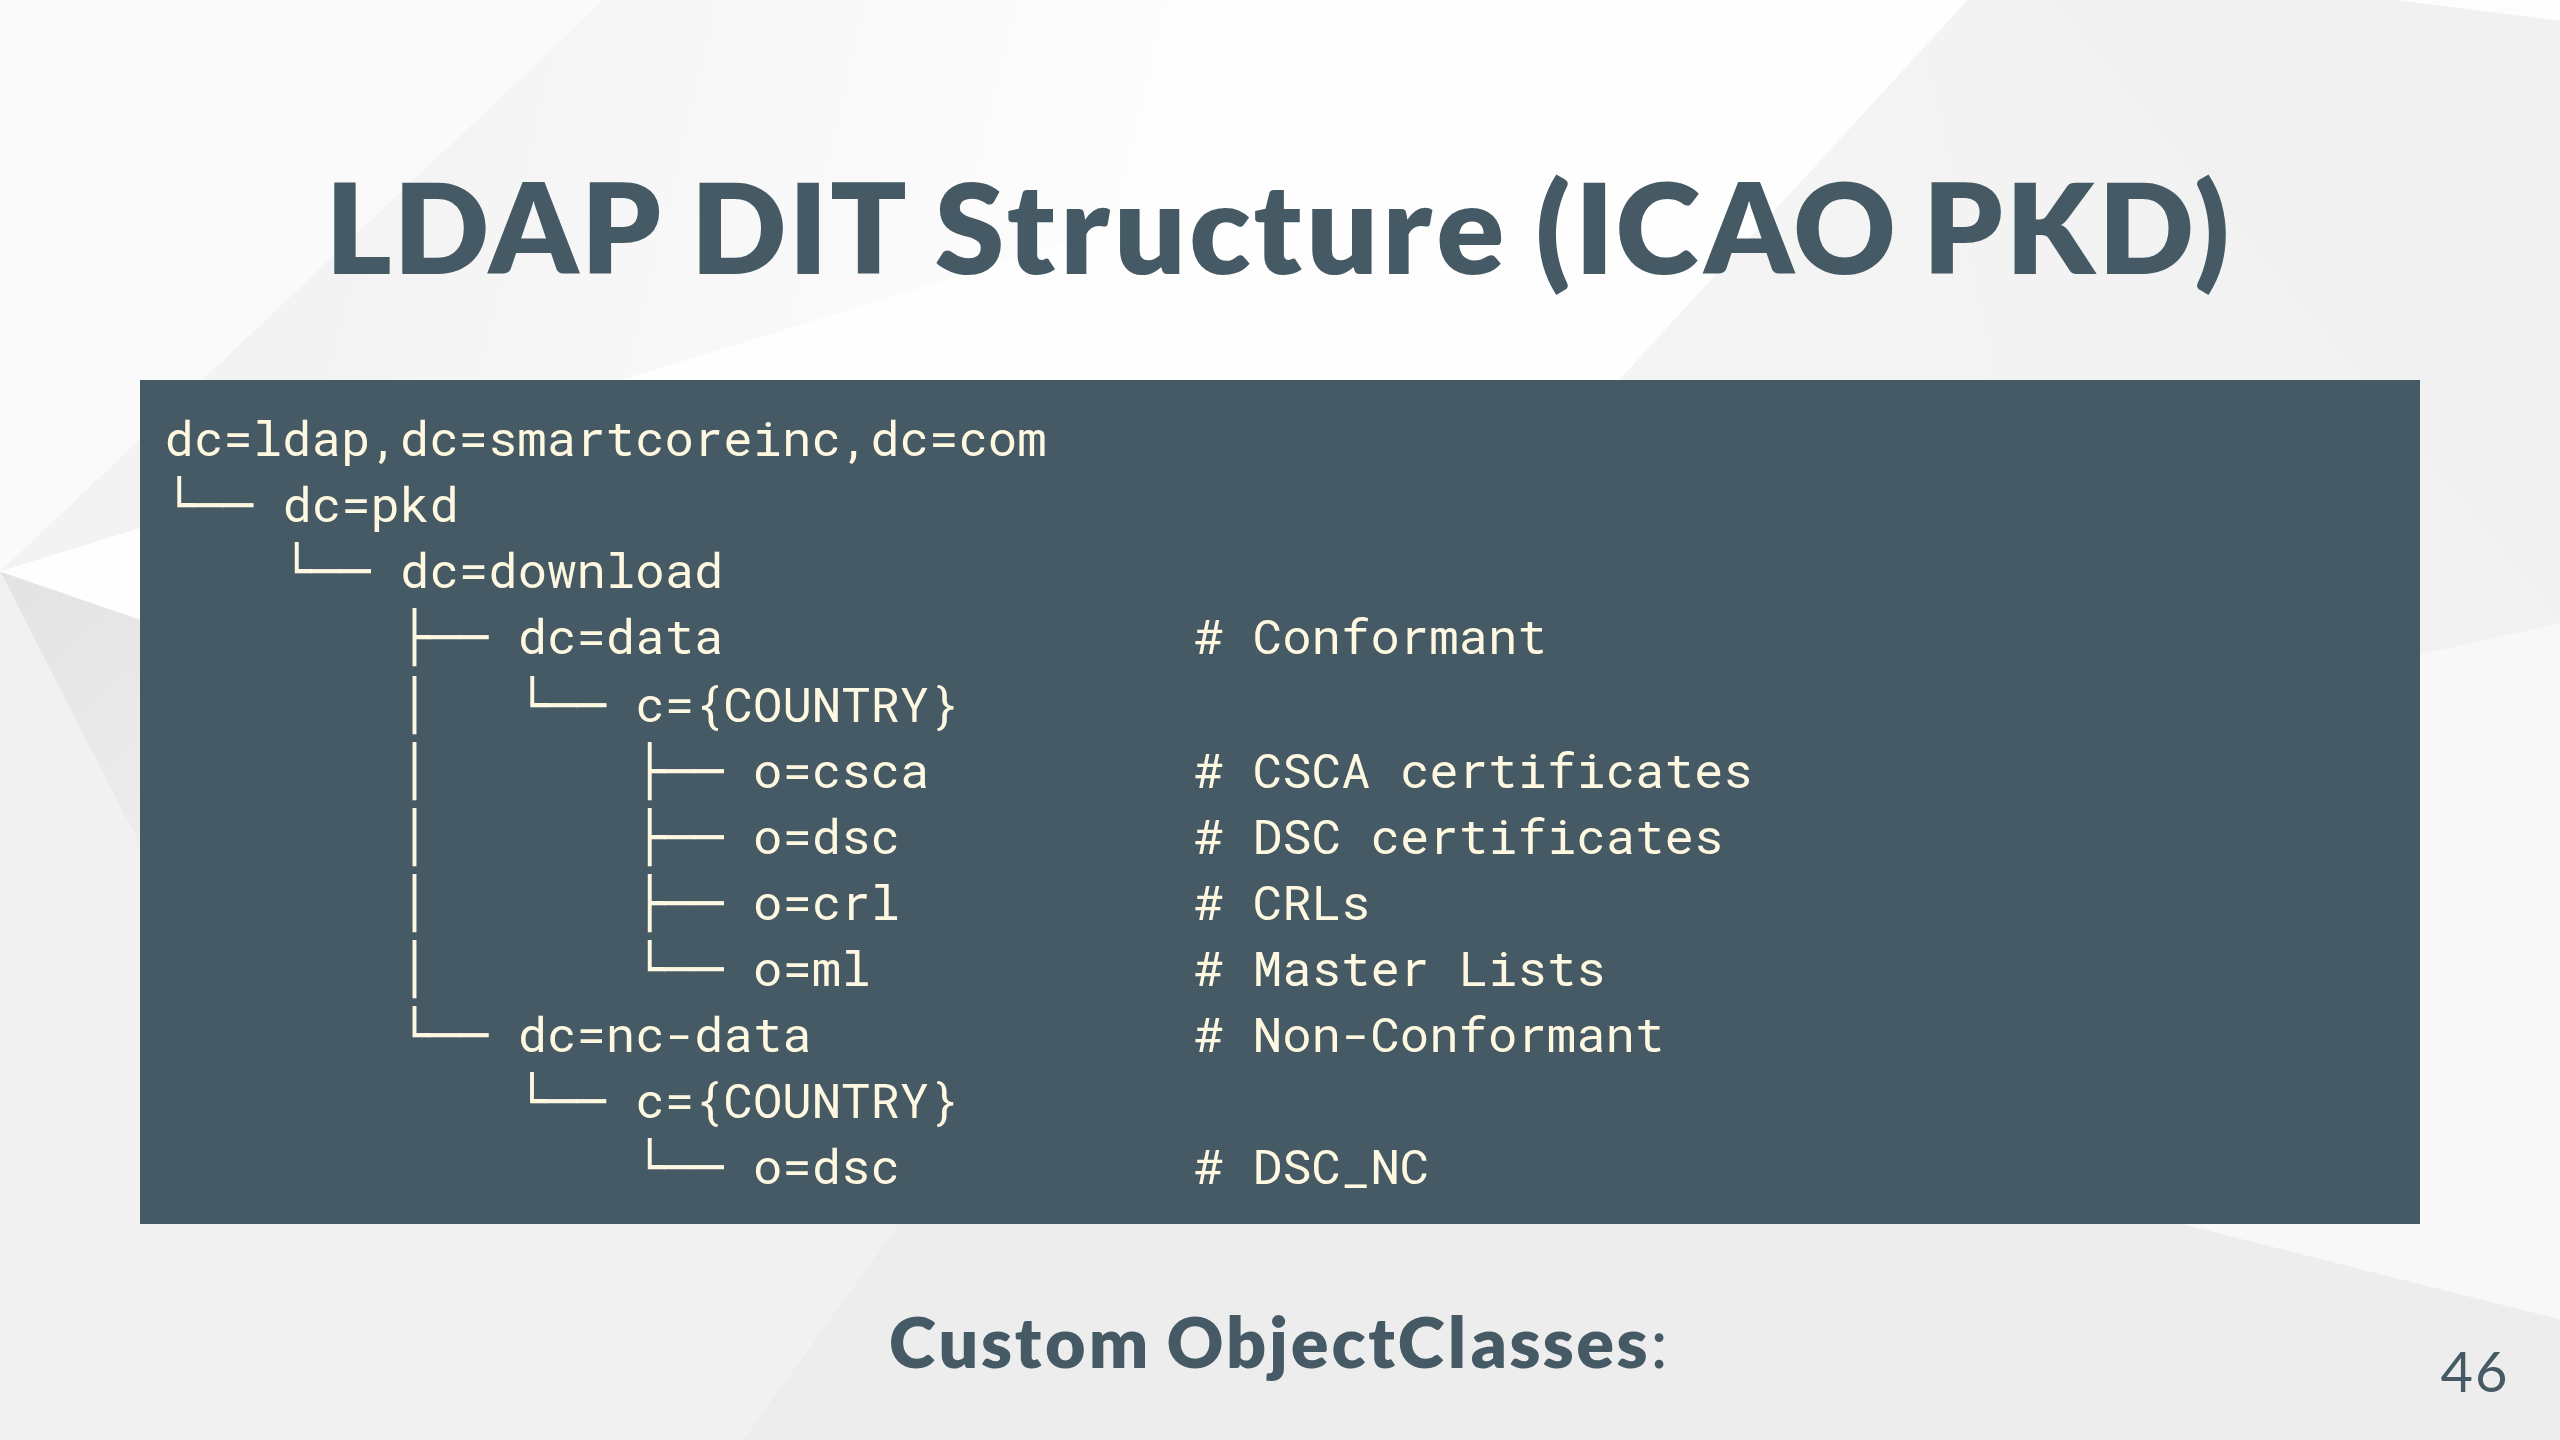 LDAP DIT Structure (ICAO PKD)
dc=ldap,dc=smartcoreinc,dc=com
└── dc=pkd
    └── dc=download
        ├── dc=data                # Conformant
        │   └── c={COUNTRY}
        │       ├── o=csca         # CSCA certificates
        │       ├── o=dsc          # DSC certificates
        │       ├── o=crl          # CRLs
        │       └── o=ml           # Master Lists
        └── dc=nc-data             # Non-Conformant
            └── c={COUNTRY}
                └── o=dsc          # DSC_NC
Custom ObjectClasses:
46